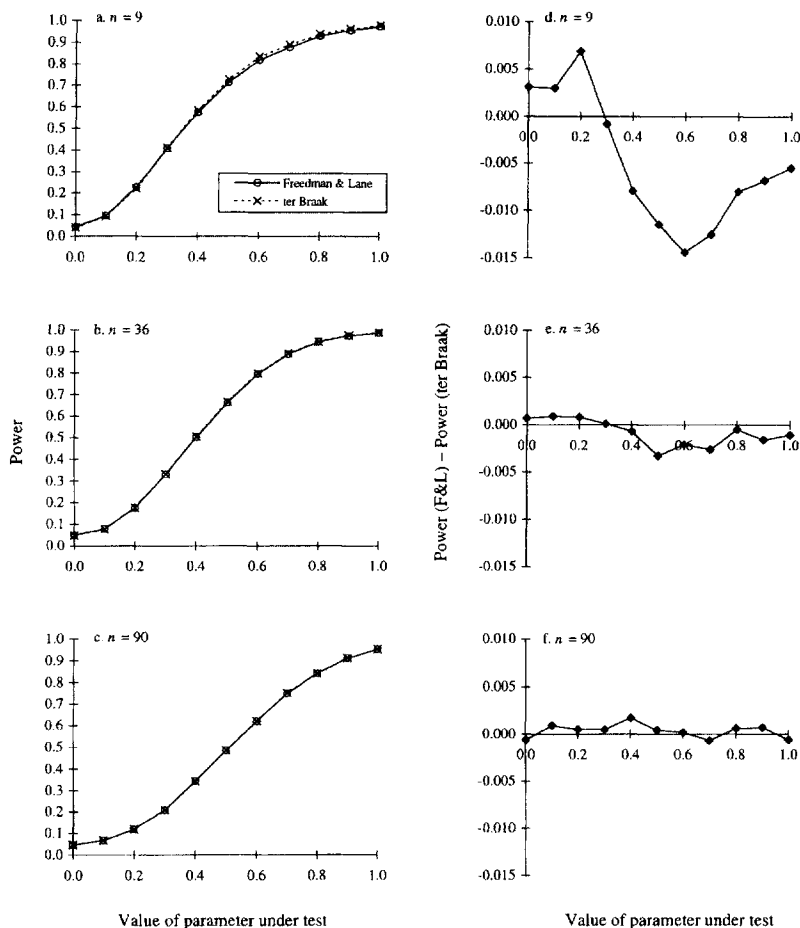 a. n = 9
1.0
0.9
0.8
0.7
0.6
0.5
0.4
0.3
0.2
0.1
0.0
0.0 0.2 0.4 0.6 0.8 1.0
Freedman & Lane
ter Braak
d. n = 9
0.010
0.005
0.000
-0.005
-0.010
-0.015
0.0 0.2 0.4 0.6 0.8 1.0
b. n = 36
1.0
0.9
0.8
0.7
0.6
0.5
0.4
0.3
0.2
0.1
0.0
0.0 0.2 0.4 0.6 0.8 1.0
Power
e. n = 36
0.010
0.005
0.000
-0.005
-0.010
-0.015
0.0 0.2 0.4 0.6 0.8 1.0
Power (F&L) – Power (ter Braak)
c. n = 90
1.0
0.9
0.8
0.7
0.6
0.5
0.4
0.3
0.2
0.1
0.0
0.0 0.2 0.4 0.6 0.8 1.0
Value of parameter under test
f. n = 90
0.010
0.005
0.000
-0.005
-0.010
-0.015
0.0 0.2 0.4 0.6 0.8 1.0
Value of parameter under test